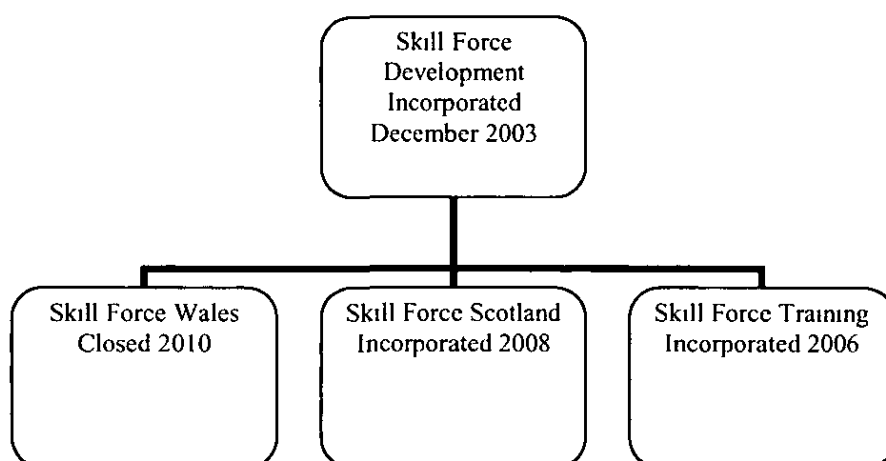 Skill Force
Development
Incorporated
December 2003
Skill Force Wales
Closed 2010
Skill Force Scotland
Incorporated 2008
Skill Force Training
Incorporated 2006